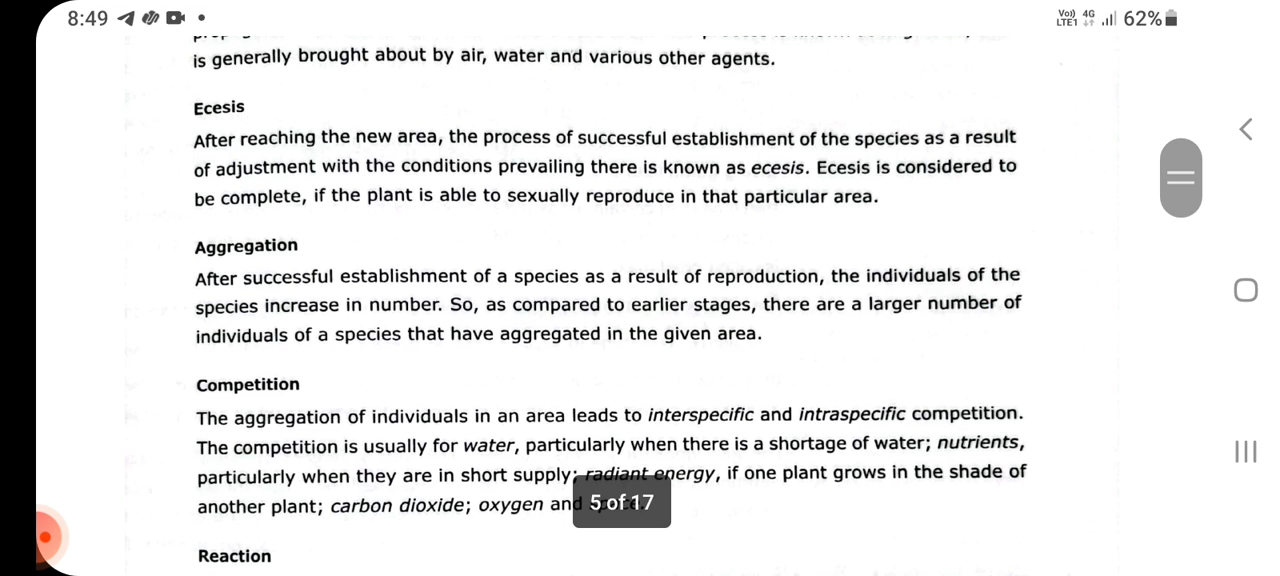 8:49
Vo)) 4G
LTE1 62%
is generally brought about by air, water and various other agents.
Ecesis
After reaching the new area, the process of successful establishment of the species as a result
of adjustment with the conditions prevailing there is known as ecesis. Ecesis is considered to
be complete, if the plant is able to sexually reproduce in that particular area.
Aggregation
After successful establishment of a species as a result of reproduction, the individuals of the
species increase in number. So, as compared to earlier stages, there are a larger number of
individuals of a species that have aggregated in the given area.
Competition
The aggregation of individuals in an area leads to interspecific and intraspecific competition.
The competition is usually for water, particularly when there is a shortage of water; nutrients,
particularly when they are in short supply; radiant energy, if one plant grows in the shade of
another plant; carbon dioxide; oxygen and
5 of 17
Reaction